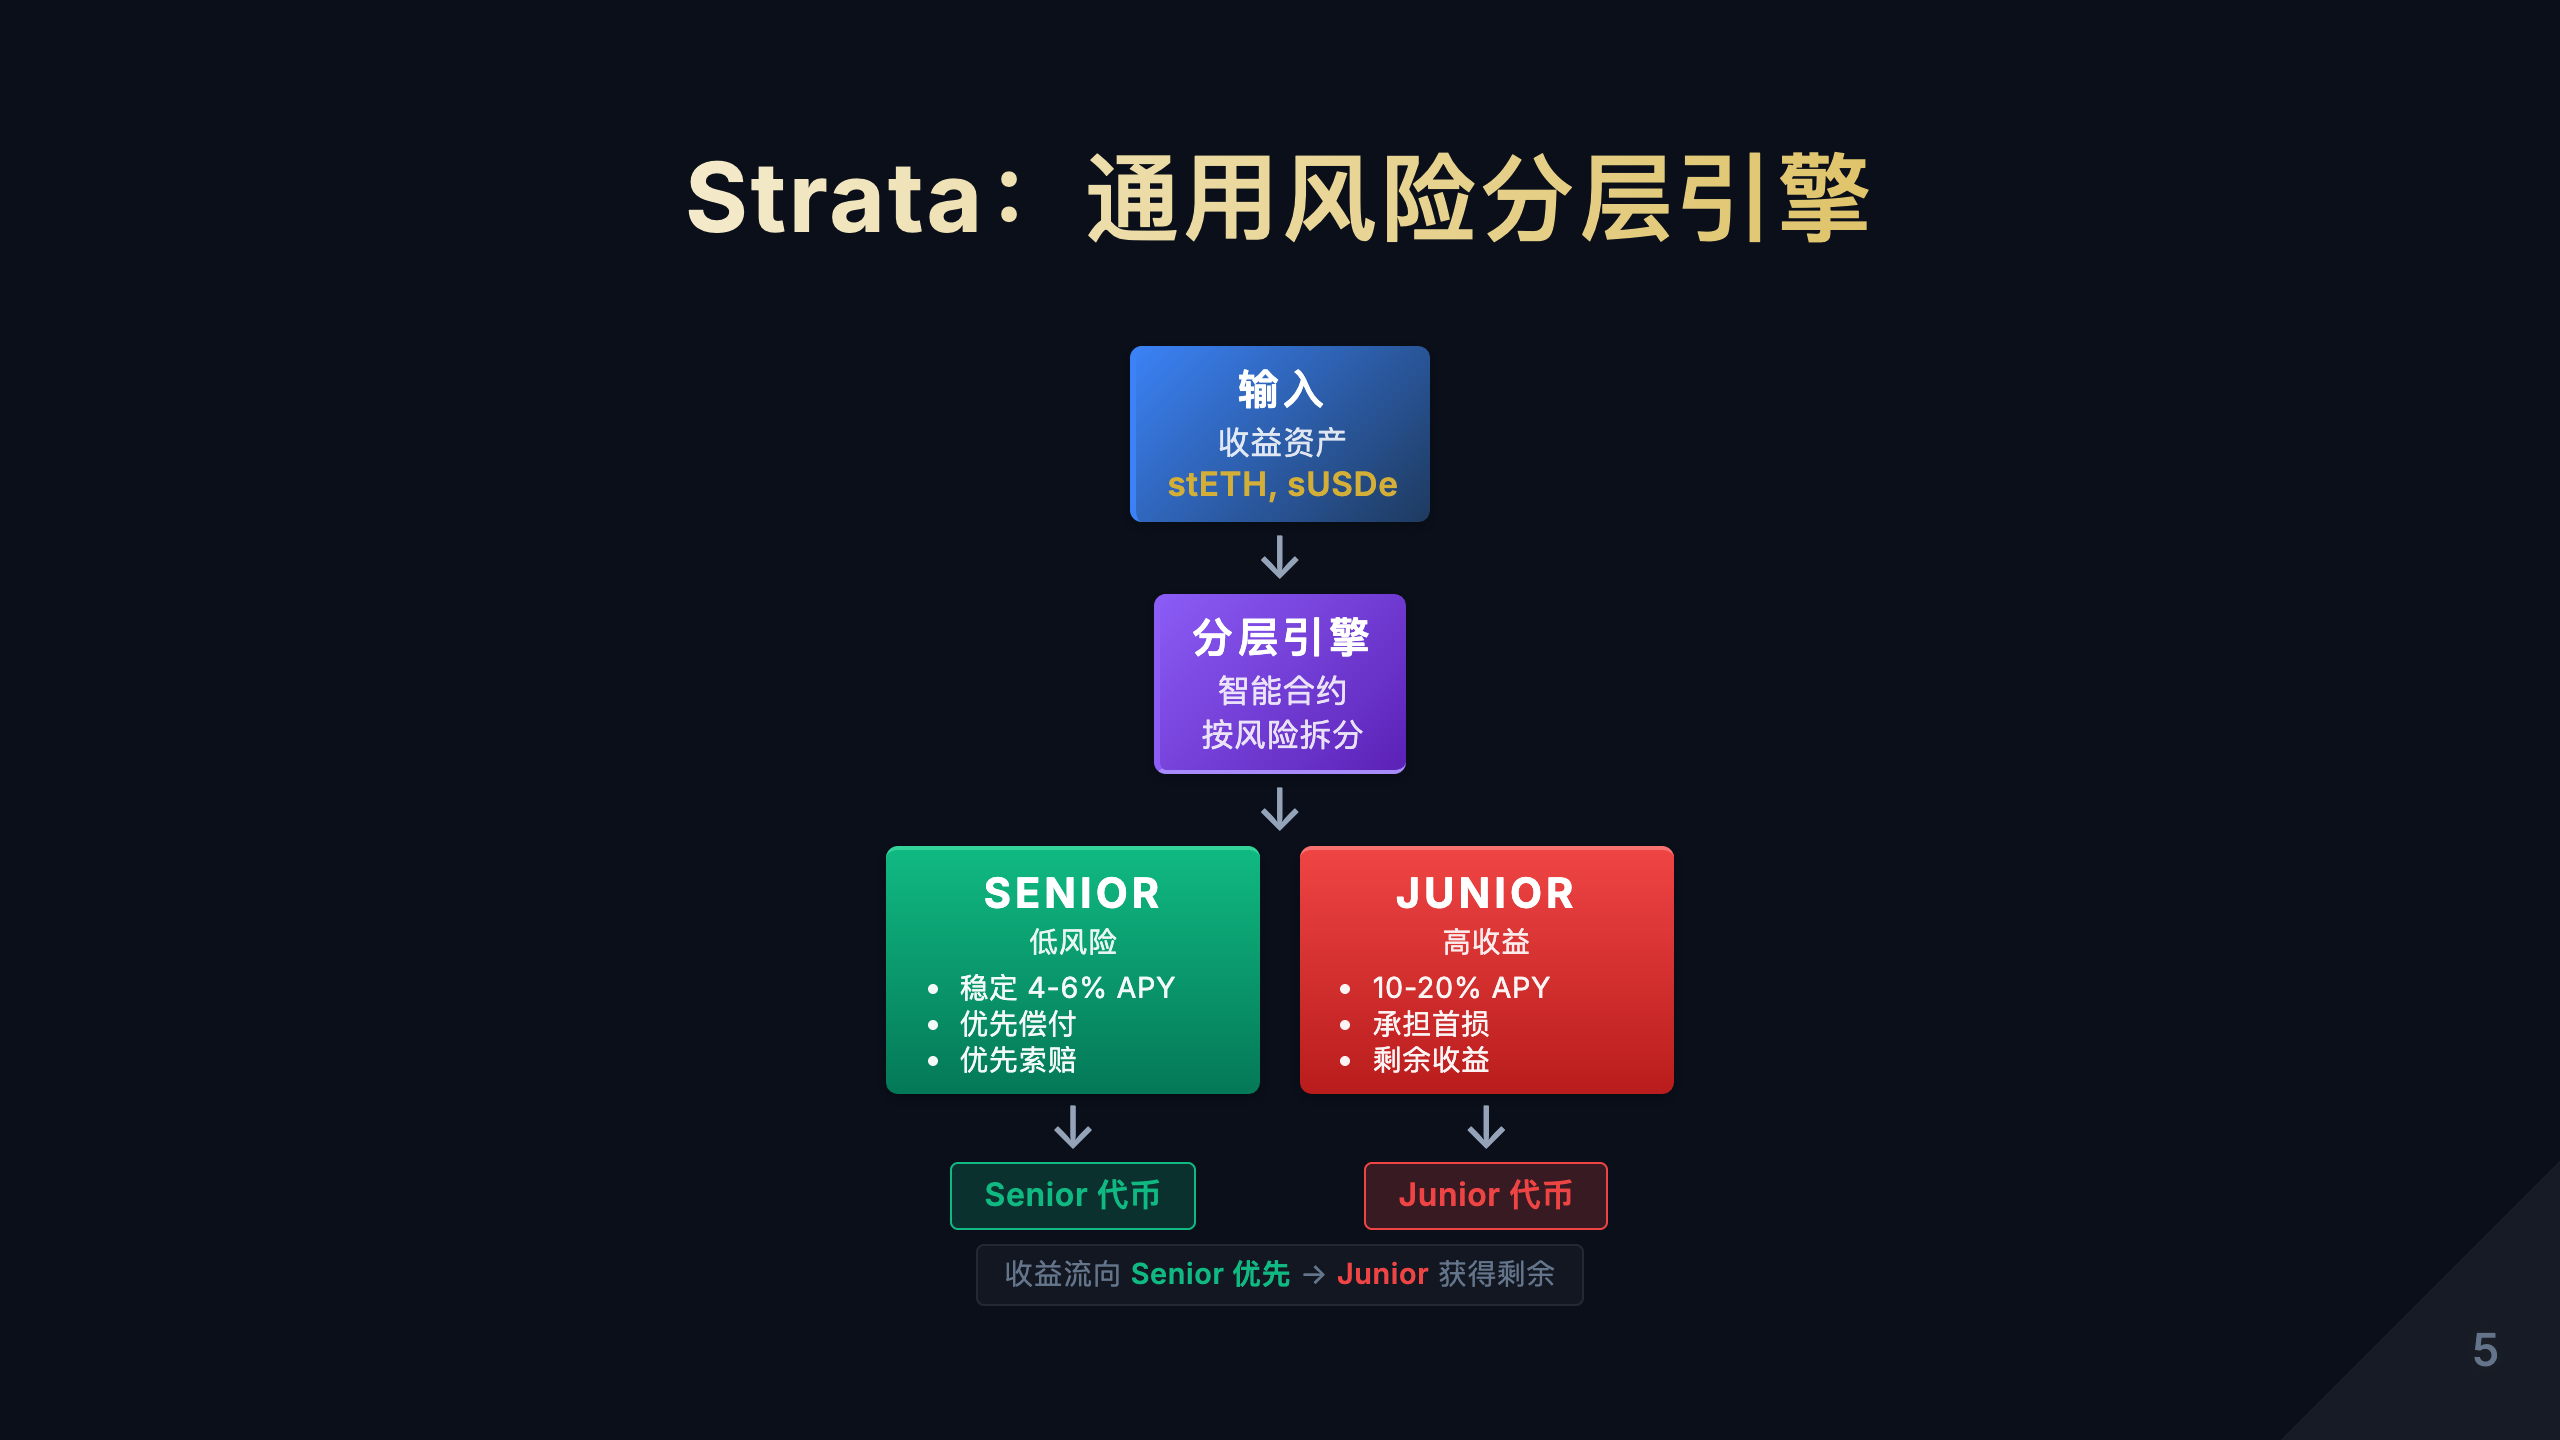 Strata：通用风险分层引擎
输入
收益资产
stETH, sUSDe
↓
分层引擎
智能合约
按风险拆分
↓
SENIOR
低风险
• 稳定 4-6% APY
• 优先偿付
• 优先索赔
↓
Senior 代币
JUNIOR
高收益
• 10-20% APY
• 承担首损
• 剩余收益
↓
Junior 代币
收益流向 Senior 优先 → Junior 获得剩余
5